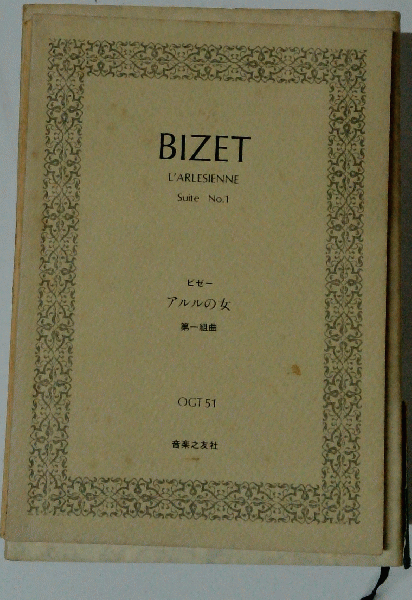 BIZET
L'ARLESIENNE
Suite No.1
ビゼー
アルルの女
第一組曲
OGT 51
音楽之友社